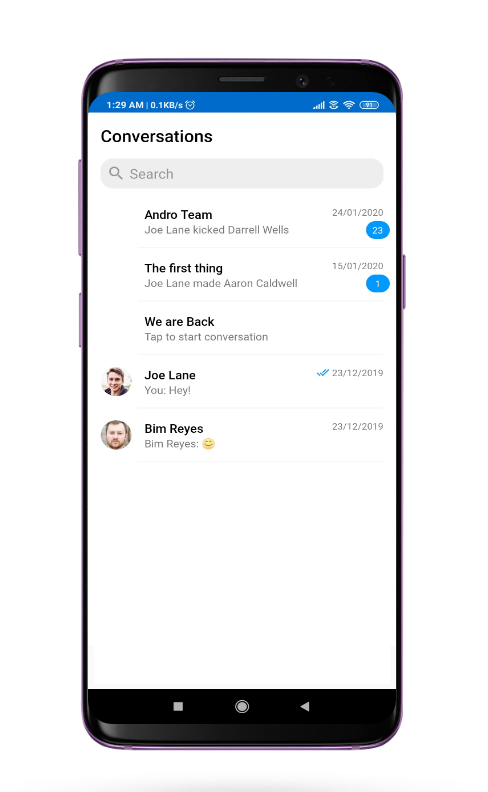 1:29 AM | 0.1KB/s
91
Conversations
Search
Andro Team
24/01/2020
Joe Lane kicked Darrell Wells
23
The first thing
15/01/2020
Joe Lane made Aaron Caldwell
1
We are Back
Tap to start conversation
Joe Lane
23/12/2019
You: Hey!
Bim Reyes
23/12/2019
Bim Reyes: 😊